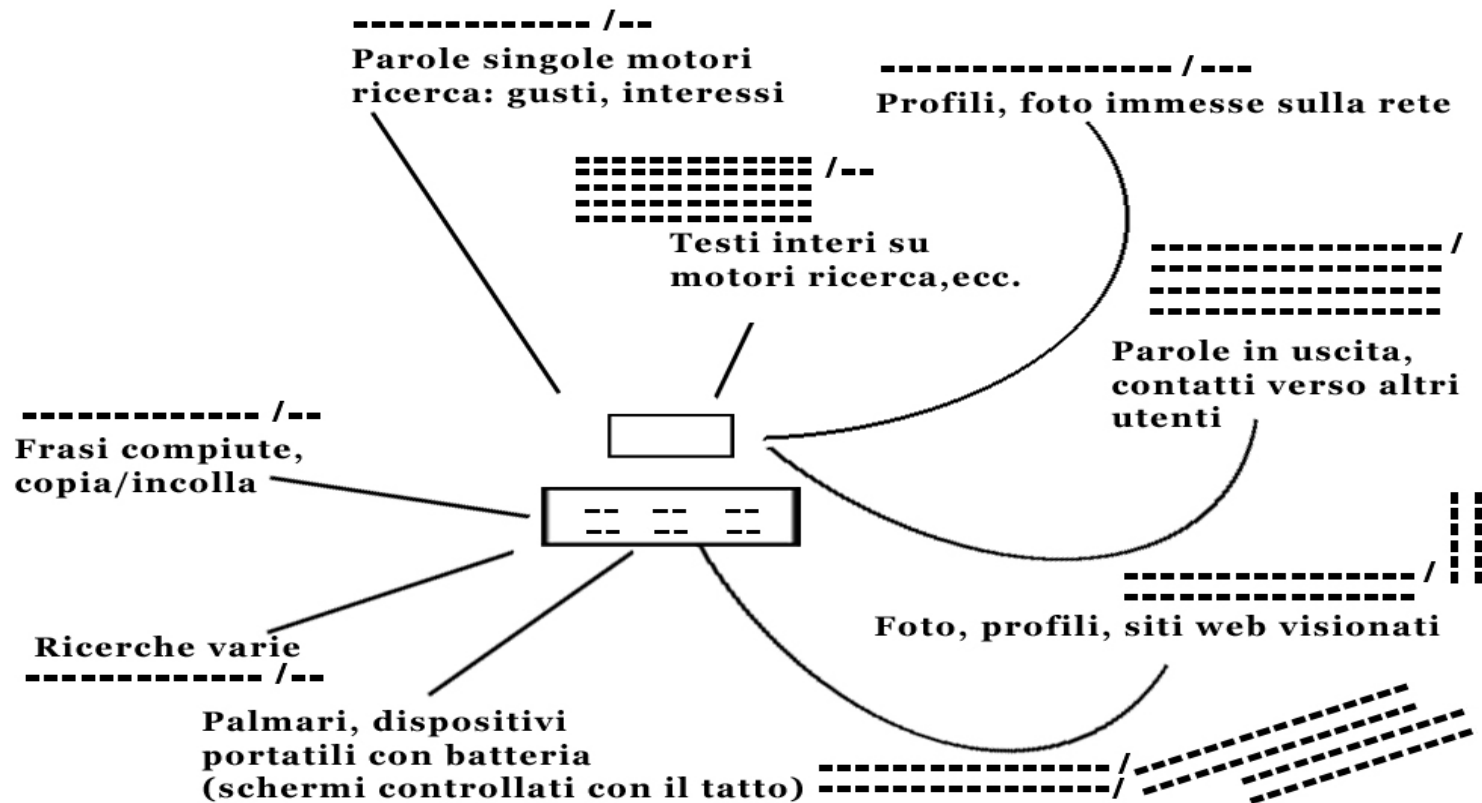 Parole singole motori
ricerca: gusti, interessi
Profili, foto immesse sulla rete
Testi interi su
motori ricerca,ecc.
Parole in uscita,
contatti verso altri
utenti
Frasi compiute,
copia/incolla
Foto, profili, siti web visionati
Ricerche varie
Palmari, dispositivi
portatili con batteria
(schermi controllati con il tatto)